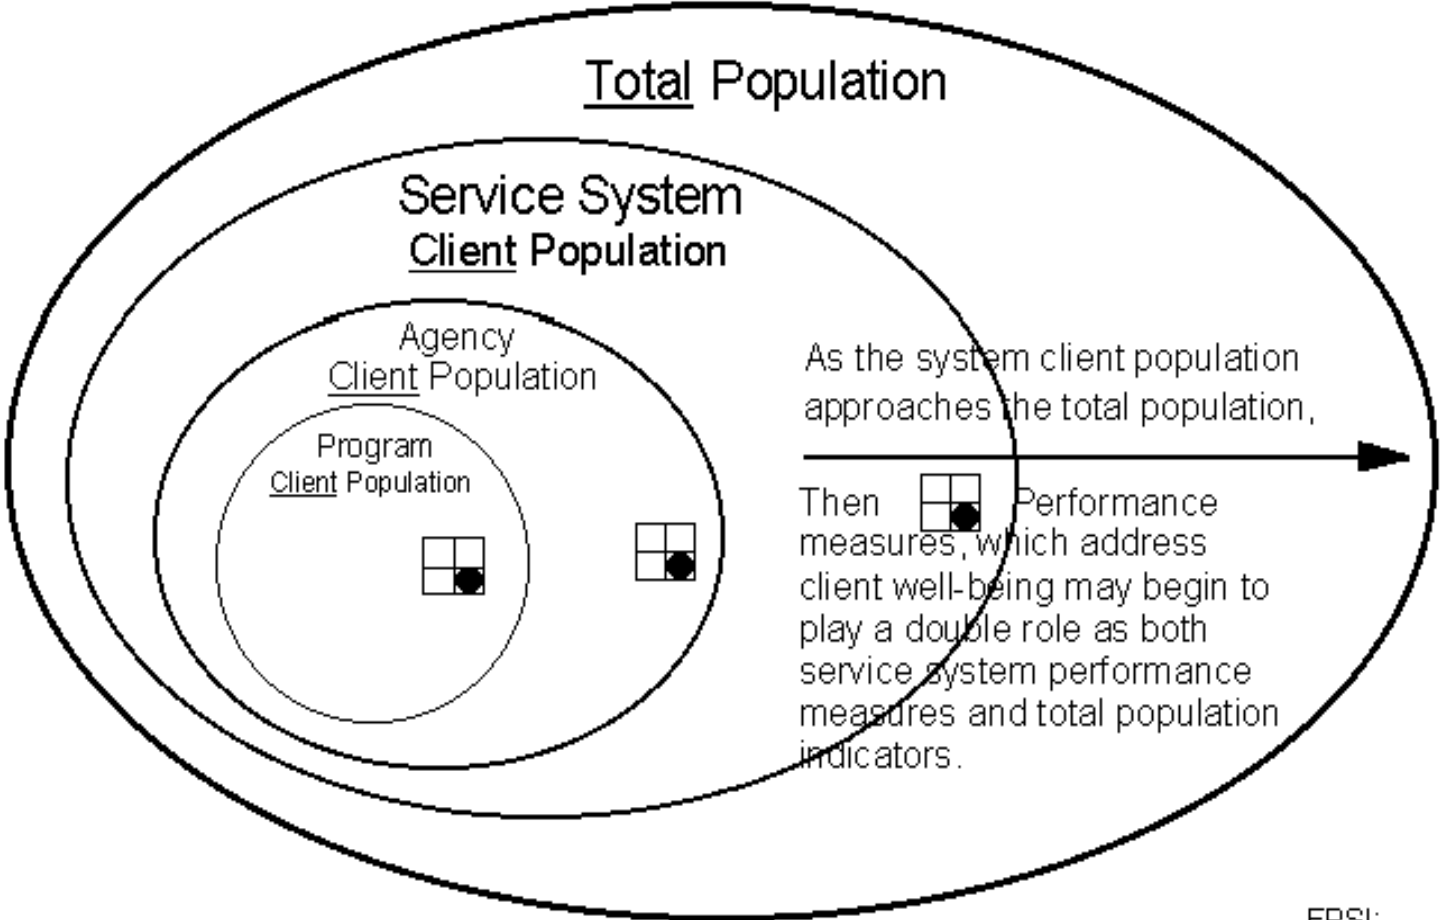 Total Population
Service System
Client Population
Agency
Client Population
Program
Client Population
As the system client population
approaches the total population,
Then Performance
measures, which address
client well-being may begin to
play a double role as both
service system performance
measures and total population
indicators.